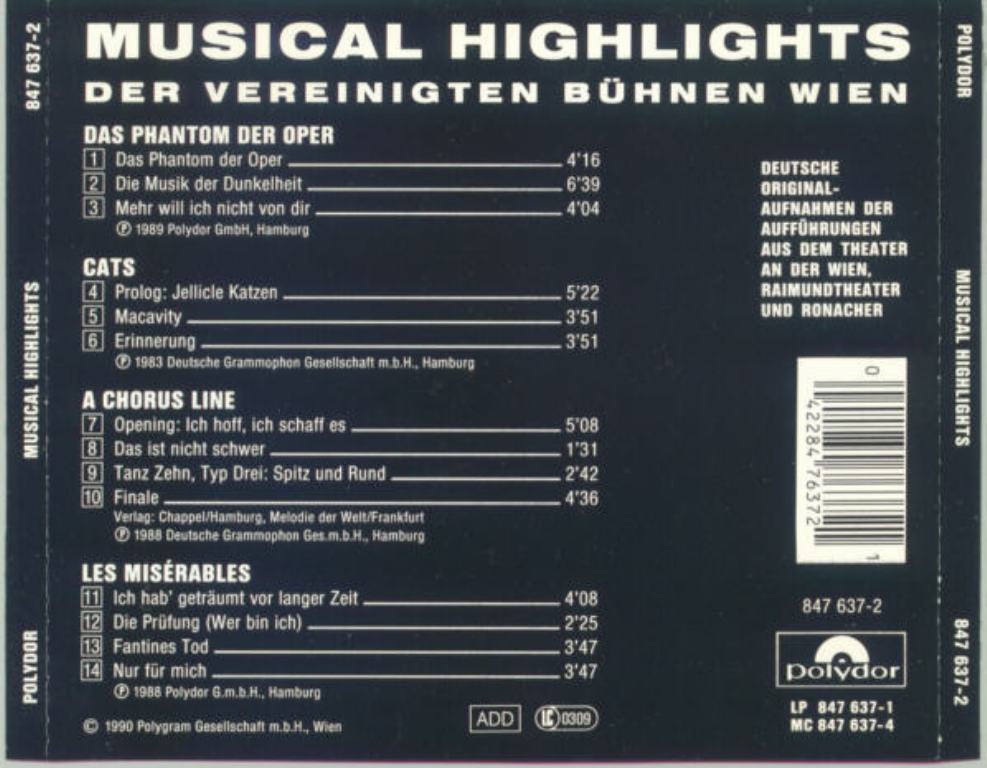 MUSICAL HIGHLIGHTS
DER VEREINIGTEN BÜHNEN WIEN
DAS PHANTOM DER OPER
1 Das Phantom der Oper 4'16
2 Die Musik der Dunkelheit 6'39
3 Mehr will ich nicht von dir 4'04
Ⓟ 1989 Polydor GmbH, Hamburg
CATS
4 Prolog: Jellicle Katzen 5'22
5 Macavity 3'51
6 Erinnerung 3'51
Ⓟ 1983 Deutsche Grammophon Gesellschaft m.b.H., Hamburg
A CHORUS LINE
7 Opening: Ich hoff, ich schaff es 5'08
8 Das ist nicht schwer 1'31
9 Tanz Zehn, Typ Drei: Spitz und Rund 2'42
10 Finale 4'36
Verlag: Chappel/Hamburg, Melodie der Welt/Frankfurt
Ⓟ 1988 Deutsche Grammophon Ges.m.b.H., Hamburg
LES MISÉRABLES
11 Ich hab' geträumt vor langer Zeit 4'08
12 Die Prüfung (Wer bin ich) 2'25
13 Fantines Tod 3'47
14 Nur für mich 3'47
Ⓟ 1988 Polydor G.m.b.H., Hamburg
© 1990 Polygram Gesellschaft m.b.H., Wien
ADD
LC 0309
DEUTSCHE
ORIGINAL-
AUFNAHMEN DER
AUFFÜHRUNGEN
AUS DEM THEATER
AN DER WIEN,
RAIMUNDTHEATER
UND RONACHER
0 42284 76372 1
847 637-2
polydor
LP 847 637-1
MC 847 637-4
POLYDOR MUSICAL HIGHLIGHTS 847 637-2
POLYDOR MUSICAL HIGHLIGHTS 847 637-2